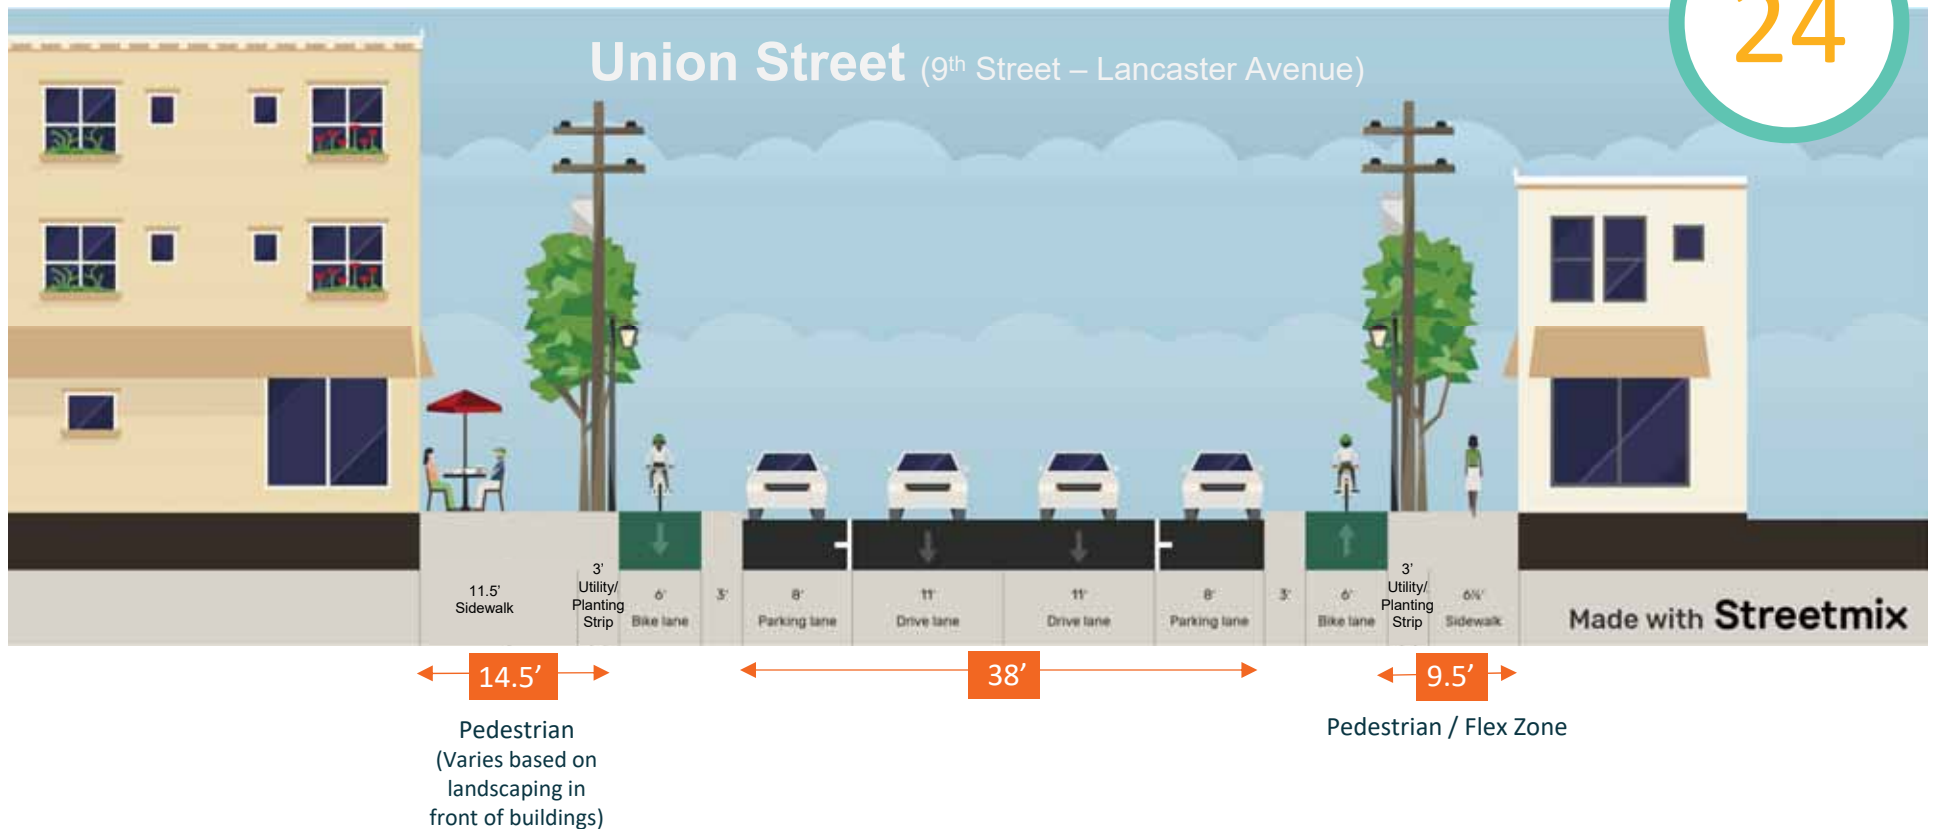 24
Union Street (9th Street – Lancaster Avenue)
11.5'
Sidewalk
3'
Utility/
Planting
Strip
6'
Bike lane
3'
8'
Parking lane
11'
Drive lane
11'
Drive lane
8'
Parking lane
3'
6'
Bike lane
3'
Utility/
Planting
Strip
6½'
Sidewalk
Made with Streetmix
14.5’
38’
9.5’
Pedestrian
(Varies based on
landscaping in
front of buildings)
Pedestrian / Flex Zone